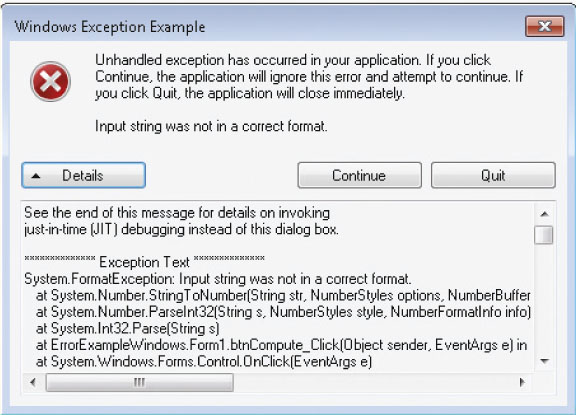 Windows Exception Example
Unhandled exception has occurred in your application. If you click
Continue, the application will ignore this error and attempt to continue. If
you click Quit, the application will close immediately.
Input string was not in a correct format.
Details
Continue
Quit
See the end of this message for details on invoking
just-in-time (JIT) debugging instead of this dialog box.
************** Exception Text **************
System.FormatException: Input string was not in a correct format.
at System.Number.StringToNumber(String str, NumberStyles options, NumberBuffer
at System.Number.ParseInt32(String s, NumberStyles style, NumberFormatInfo info)
at System.Int32.Parse(String s)
at ErrorExampleWindows.Form1.btnCompute_Click(Object sender, EventArgs e) in
at System.Windows.Forms.Control.OnClick(EventArgs e)